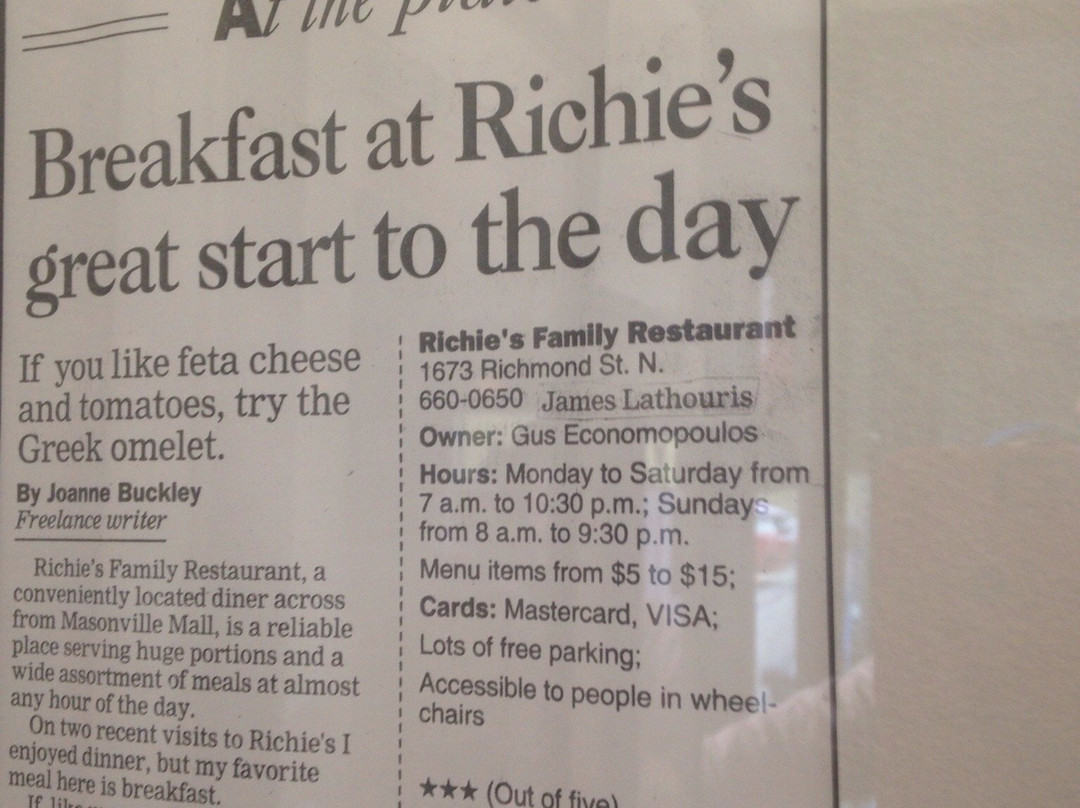 At the
Breakfast at Richie's
great start to the day
If you like feta cheese
and tomatoes, try the
Greek omelet.
By Joanne Buckley
Freelance writer
Richie's Family Restaurant, a
conveniently located diner across
from Masonville Mall, is a reliable
place serving huge portions and a
wide assortment of meals at almost
any hour of the day.
On two recent visits to Richie's I
enjoyed dinner, but my favorite
meal here is breakfast.
If like
Richie's Family Restaurant
1673 Richmond St. N.
660-0650 James Lathouris
Owner: Gus Economopoulos
Hours: Monday to Saturday from
7 a.m. to 10:30 p.m.; Sundays
from 8 a.m. to 9:30 p.m.
Menu items from $5 to $15;
Cards: Mastercard, VISA;
Lots of free parking;
Accessible to people in wheel-
chairs
★★★ (Out of five)